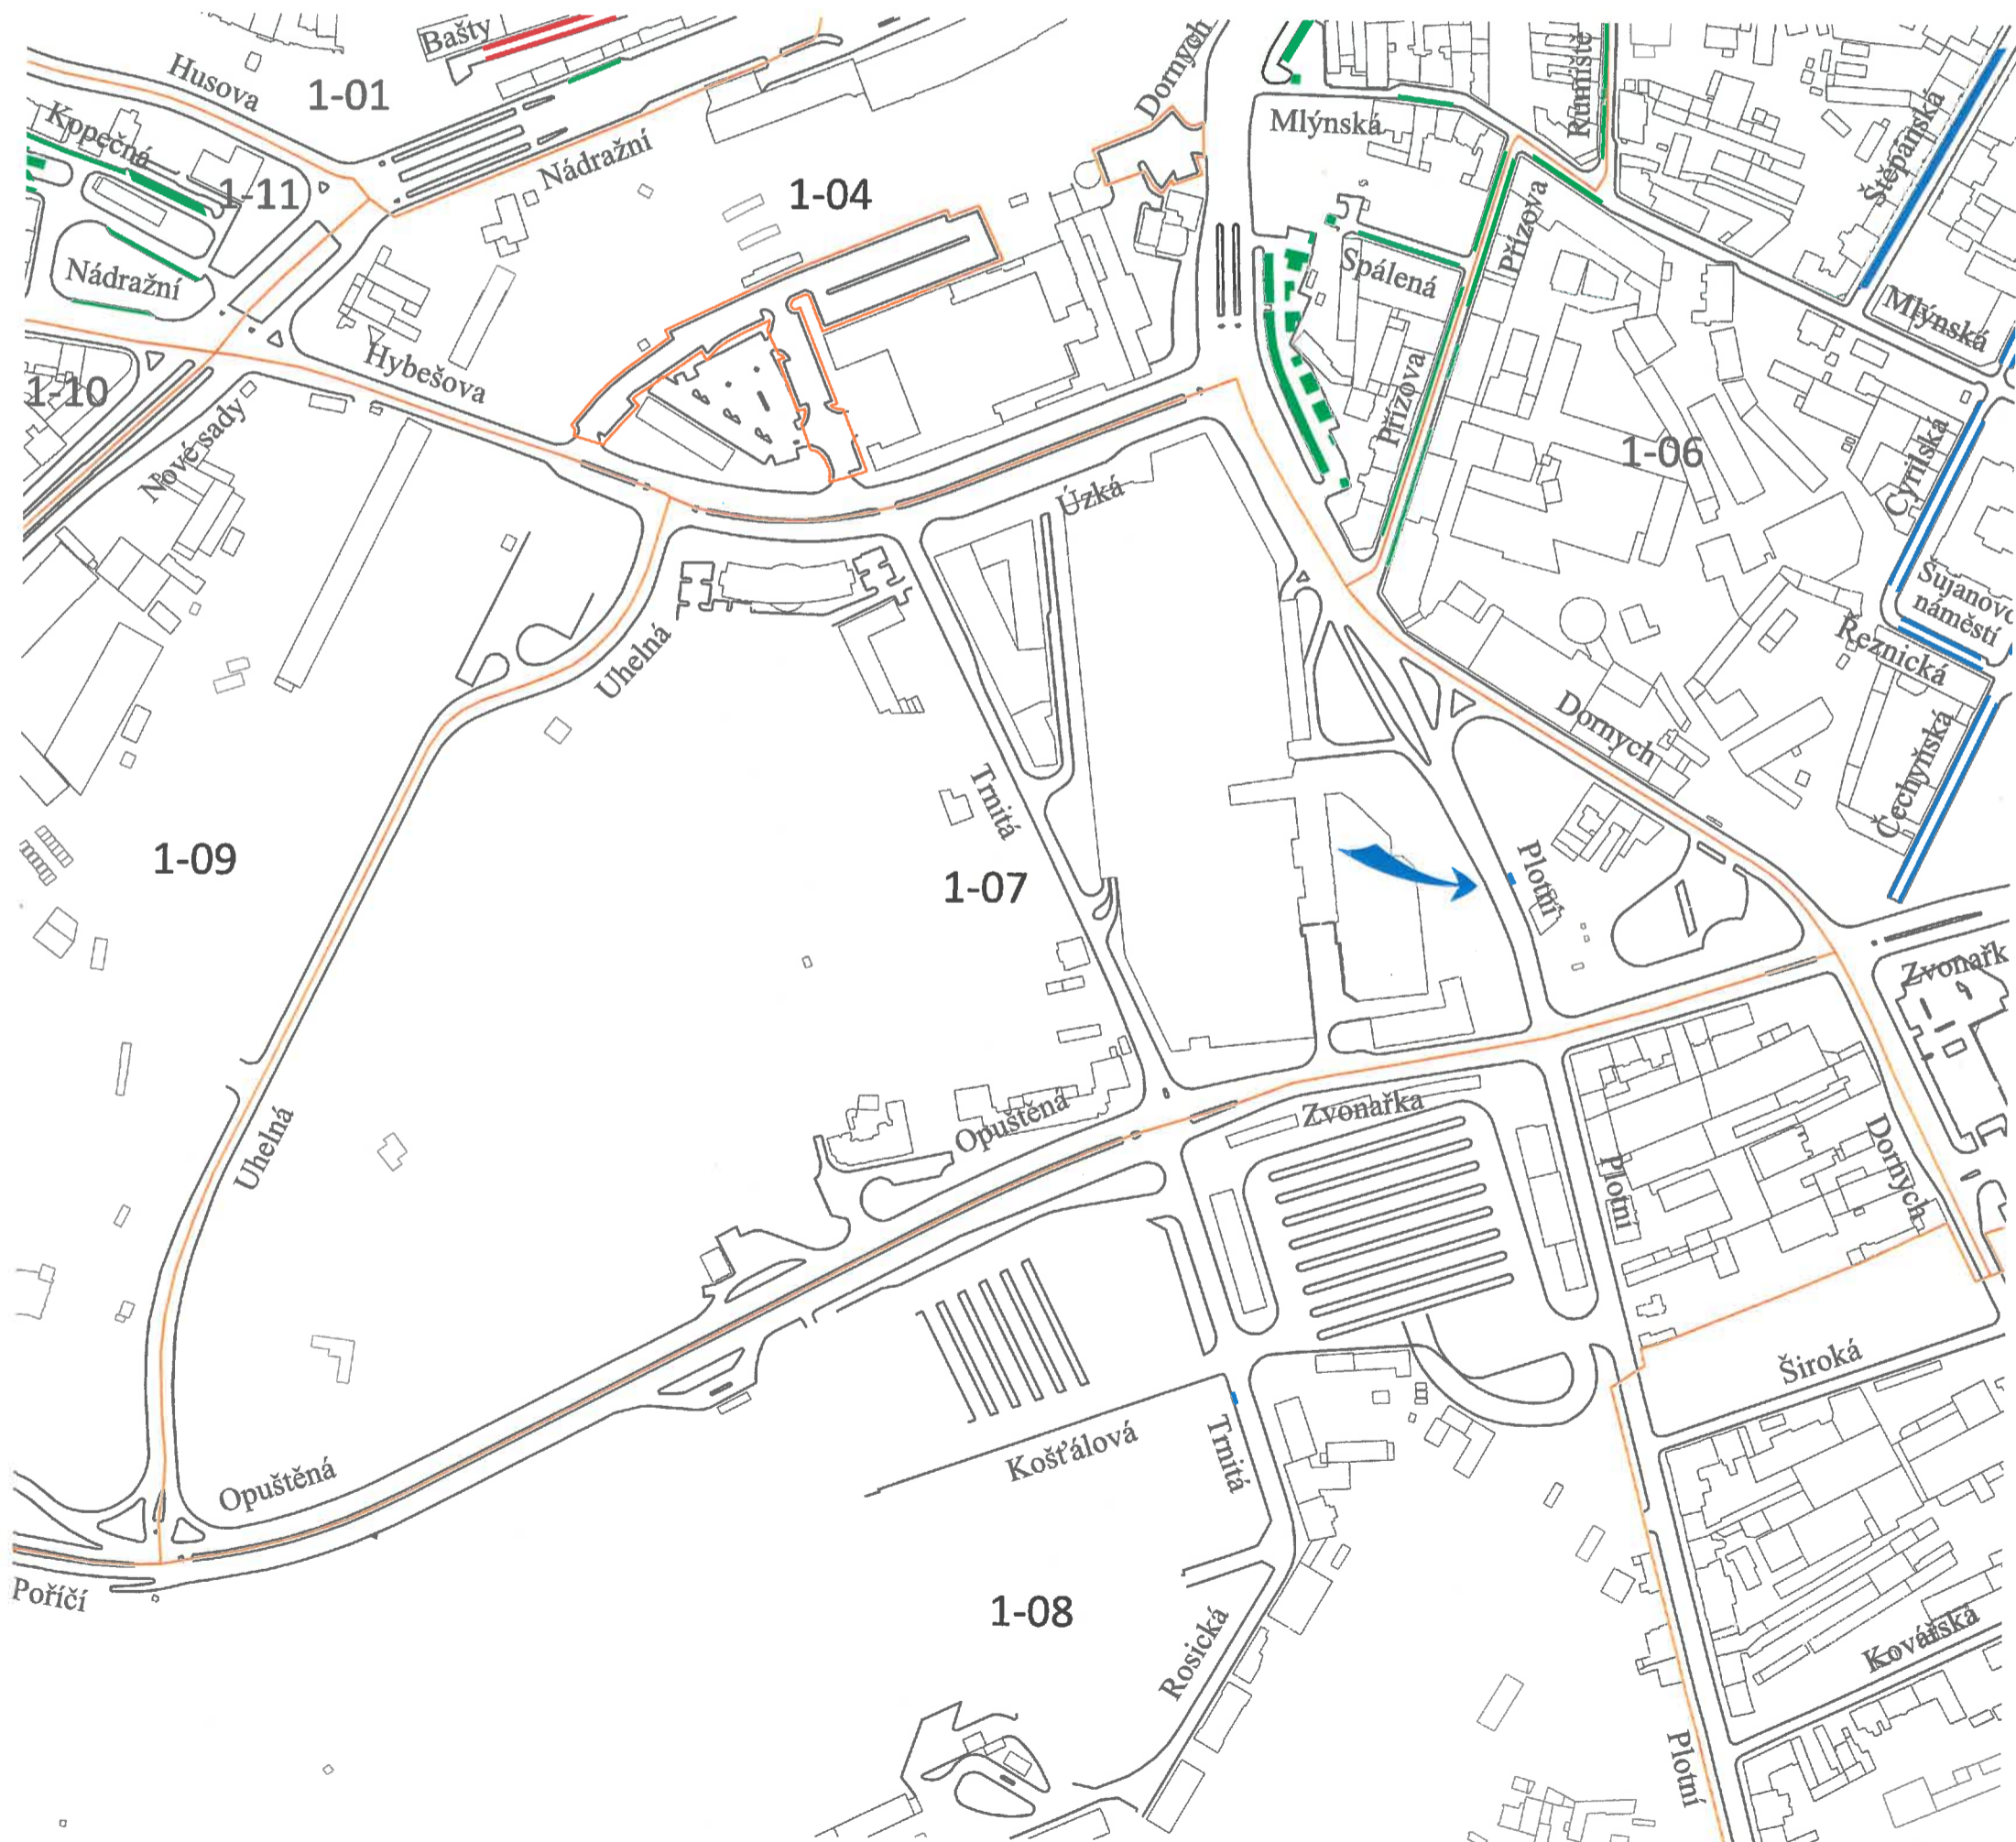 Bašty
Husova
1-01
Dornych
Rumiště
Štěpánská
Mlýnská
Kopečná
Nádražní
1-11
1-04
Přízova
Nádražní
Spálená
Mlýnská
Hybešova
1-10
Nové sady
Přízova
1-06
Cyrilská
Úzká
Šujanovo
náměstí
Řeznická
Uhelná
Dornych
Čechyňská
Trnitá
1-09
1-07
Plotní
Zvonařk
Zvonařka
Opuštěná
Uhelná
Dornych
Plotní
Široká
Košťálová
Trnitá
Opuštěná
Poříčí
1-08
Rosická
Kovářská
Plotní